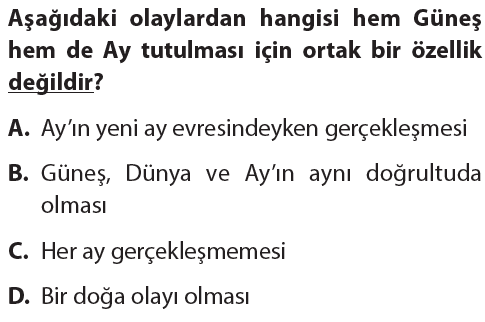 Aşağıdaki olaylardan hangisi hem Güneş
hem de Ay tutulması için ortak bir özellik
değildir?
A. Ay’ın yeni ay evresindeyken gerçekleşmesi
B. Güneş, Dünya ve Ay’ın aynı doğrultuda
olması
C. Her ay gerçekleşmemesi
D. Bir doğa olayı olması